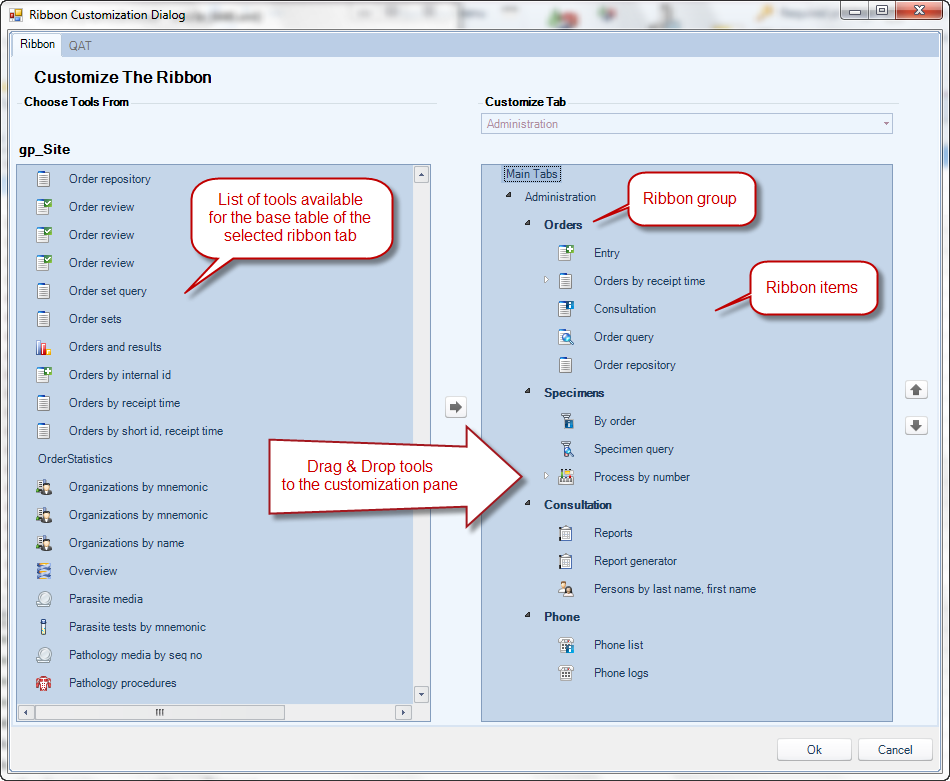 Ribbon Customization Dialog
Ribbon QAT
Customize The Ribbon
Choose Tools From
Customize Tab
Administration
gp_Site
Order repository
Order review
Order review
Order review
Order set query
Order sets
Orders and results
Orders by internal id
Orders by receipt time
Orders by short id, receipt time
OrderStatistics
Organizations by mnemonic
Organizations by mnemonic
Organizations by name
Overview
Parasite media
Parasite tests by mnemonic
Pathology media by seq no
Pathology procedures
List of tools available
for the base table of the
selected ribbon tab
Drag & Drop tools
to the customization pane
Main Tabs
Administration
Orders
Entry
Orders by receipt time
Consultation
Order query
Order repository
Specimens
By order
Specimen query
Process by number
Consultation
Reports
Report generator
Persons by last name, first name
Phone
Phone list
Phone logs
Ribbon group
Ribbon items
Ok Cancel